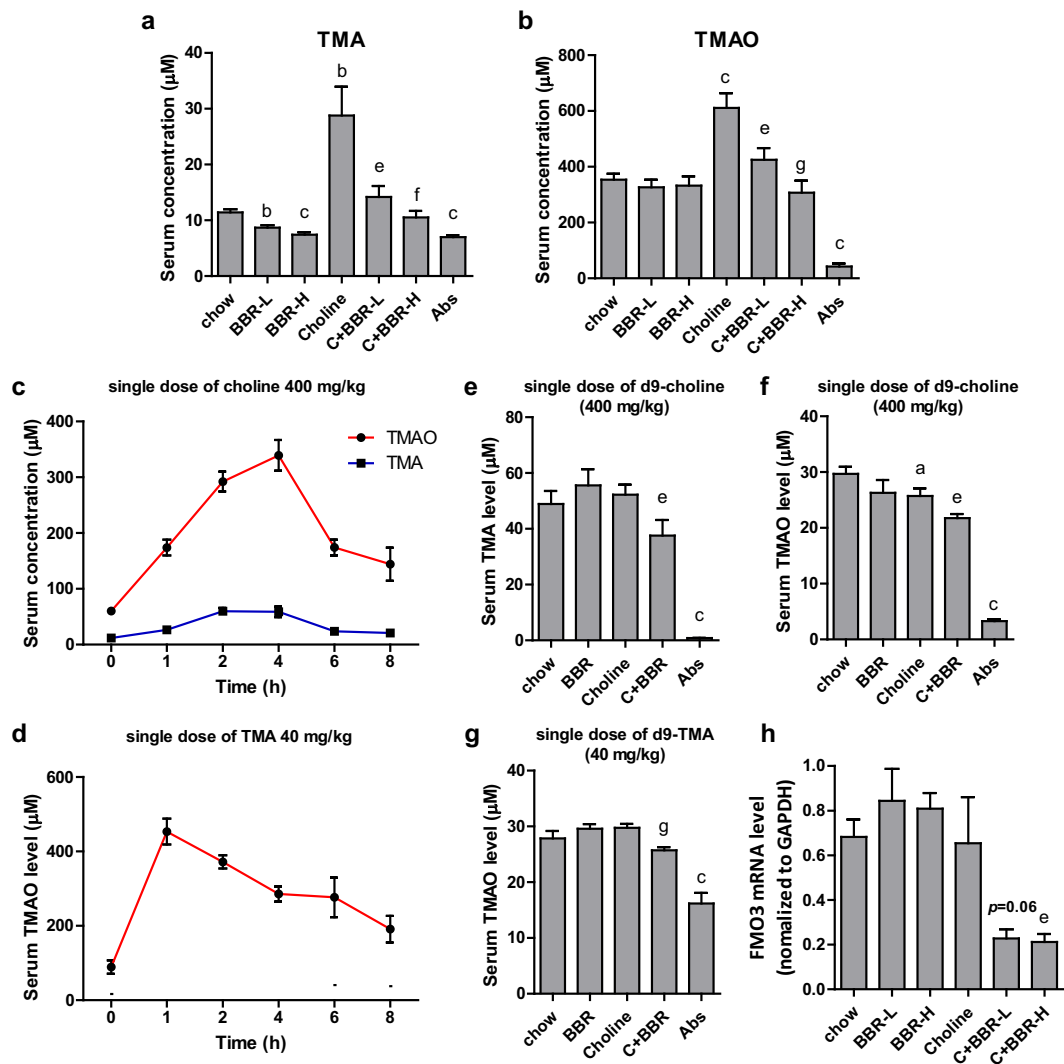 a
TMA
Serum concentration (µM)
40
30
20
10
0
b
b
c
e
f
c
chow
BBR-L
BBR-H
Choline
C+BBR-L
C+BBR-H
Abs
b
TMAO
Serum concentration (µM)
800
600
400
200
0
c
e
g
c
chow
BBR-L
BBR-H
Choline
C+BBR-L
C+BBR-H
Abs
c
single dose of choline 400 mg/kg
Serum concentration (µM)
400
300
200
100
0
TMAO
TMA
0
1
2
4
6
8
Time (h)
e
single dose of d9-choline
(400 mg/kg)
Serum TMA level (µM)
80
60
40
20
0
e
c
chow
BBR
Choline
C+BBR
Abs
f
single dose of d9-choline
(400 mg/kg)
Serum TMAO level (µM)
40
30
20
10
0
a
e
c
chow
BBR
Choline
C+BBR
Abs
d
single dose of TMA 40 mg/kg
Serum TMAO level (µM)
600
400
200
0
0
1
2
4
6
8
Time (h)
g
single dose of d9-TMA
(40 mg/kg)
Serum TMAO level (µM)
40
30
20
10
0
g
c
chow
BBR
Choline
C+BBR
Abs
h
FMO3 mRNA level
(nomalized to GAPDH)
1.0
0.8
0.6
0.4
0.2
0.0
p=0.06
e
chow
BBR-L
BBR-H
Choline
C+BBR-L
C+BBR-H